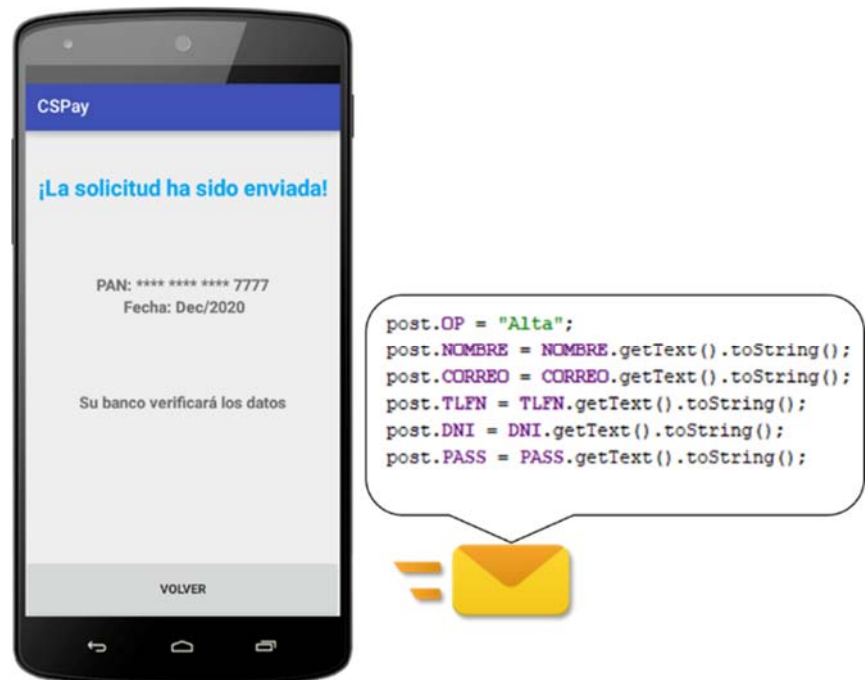 CSPay
¡La solicitud ha sido enviada!
PAN: **** **** **** 7777
Fecha: Dec/2020
Su banco verificará los datos
VOLVER
post.OP = "Alta";
post.NOMBRE = NOMBRE.getText().toString();
post.CORREO = CORREO.getText().toString();
post.TLFN = TLFN.getText().toString();
post.DNI = DNI.getText().toString();
post.PASS = PASS.getText().toString();